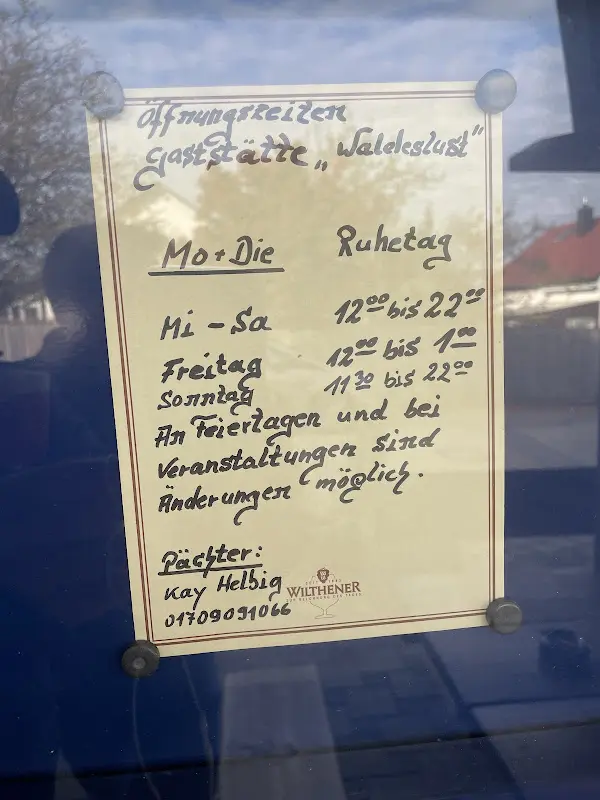 Öffnungszeiten
Gaststätte „Waldeslust"
Mo + Die Ruhetag
Mi - Sa 12⁰⁰ bis 22⁰⁰
Freitag 12⁰⁰ bis 1⁰⁰
Sonntag 11³⁰ bis 22⁰⁰
An Feiertagen und bei
Veranstaltungen sind
Änderungen möglich.
Pächter:
Kay Helbig
01709091066
WILTHENER